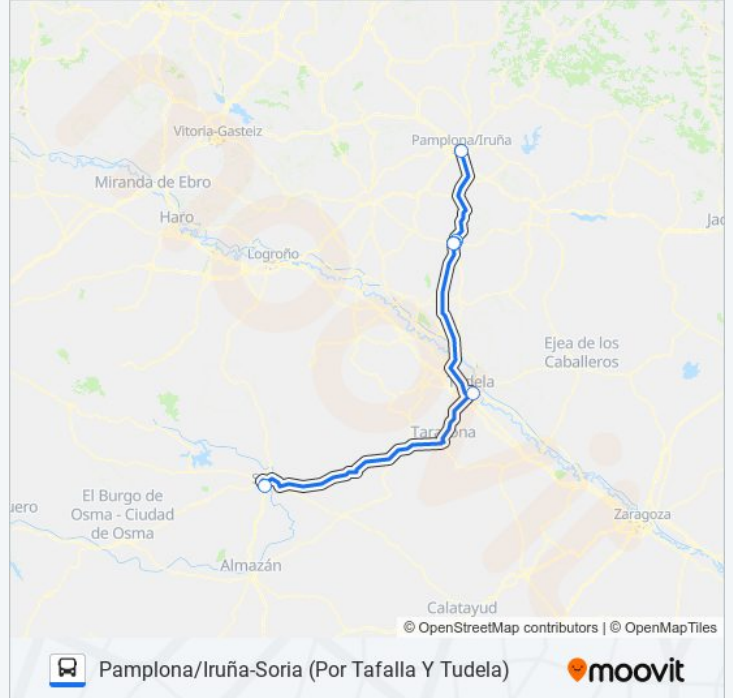 Vitoria-Gasteiz
Pamplona/Iruña
Miranda de Ebro
Haro
Logroño
Ejea de los
Caballeros
El Burgo de
Osma - Ciudad
de Osma
Zaragoza
Almazán
Calatayud
© OpenStreetMap contributors | © OpenMapTiles
Pamplona/Iruña-Soria (Por Tafalla Y Tudela)
moovit